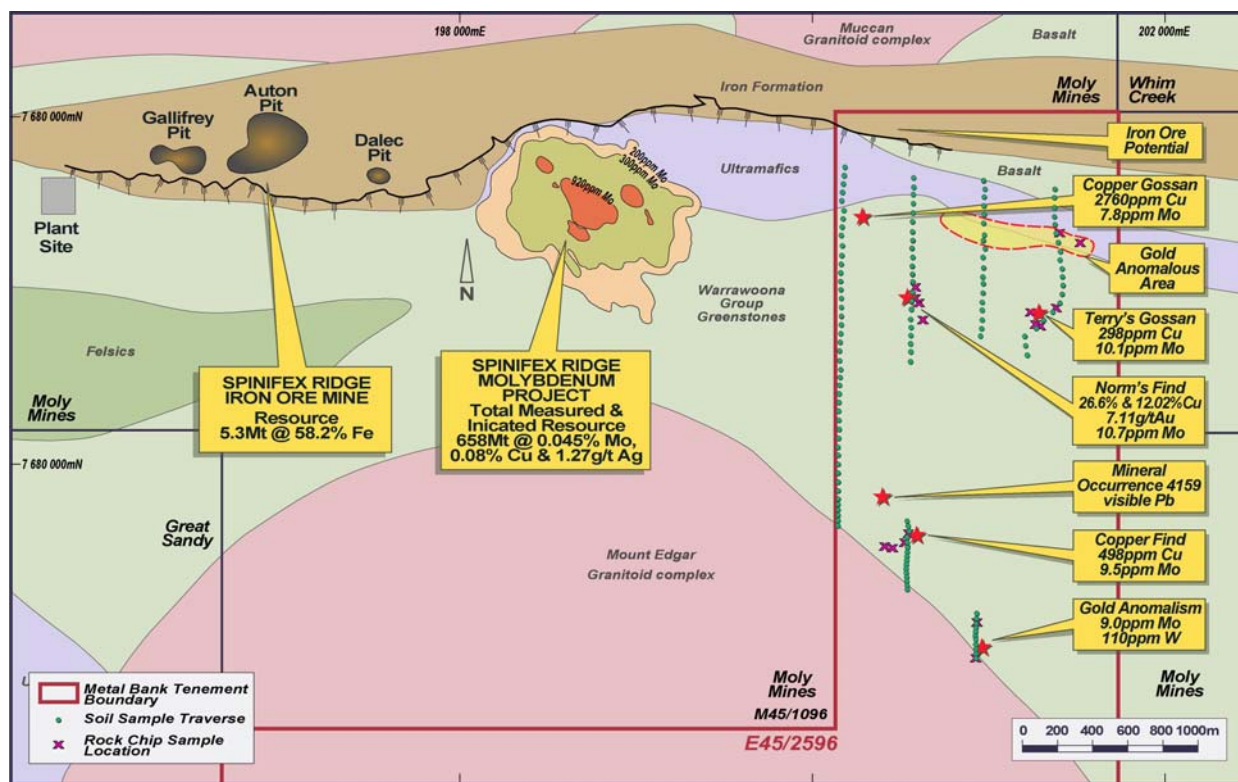 198 000mE
Muccan
Granitoid complex
Basalt
202 000mE
Iron Formation
Moly
Mines
Whim
Creek
7 680 000mN
Auton
Pit
Gallifrey
Pit
Dalec
Pit
Plant
Site
200ppm Mo
300ppm Mo
920ppm Mo
Ultramafics
Basalt
Iron Ore
Potential
Copper Gossan
2760ppm Cu
7.8ppm Mo
Gold
Anomalous
Area
N
Warrawoona
Group
Greenstones
Terry's Gossan
298ppm Cu
10.1ppm Mo
Felsics
SPINIFEX RIDGE
IRON ORE MINE
Resource
5.3Mt @ 58.2% Fe
SPINIFEX RIDGE
MOLYBDENUM
PROJECT
Total Measured &
Inicated Resource
658Mt @ 0.045% Mo,
0.08% Cu & 1.27g/t Ag
Norm's Find
26.6% & 12.02%Cu
7.11g/tAu
10.7ppm Mo
Moly
Mines
7 680 000mN
Mineral
Occurrence 4159
visible Pb
Great
Sandy
Mount Edgar
Granitoid complex
Copper Find
498ppm Cu
9.5ppm Mo
Gold Anomalism
9.0ppm Mo
110ppm W
U
Metal Bank Tenement
Boundary
Soil Sample Traverse
Rock Chip Sample
Location
Moly
Mines
M45/1096
E45/2596
Moly
Mines
0 200 400 600 800 1000m